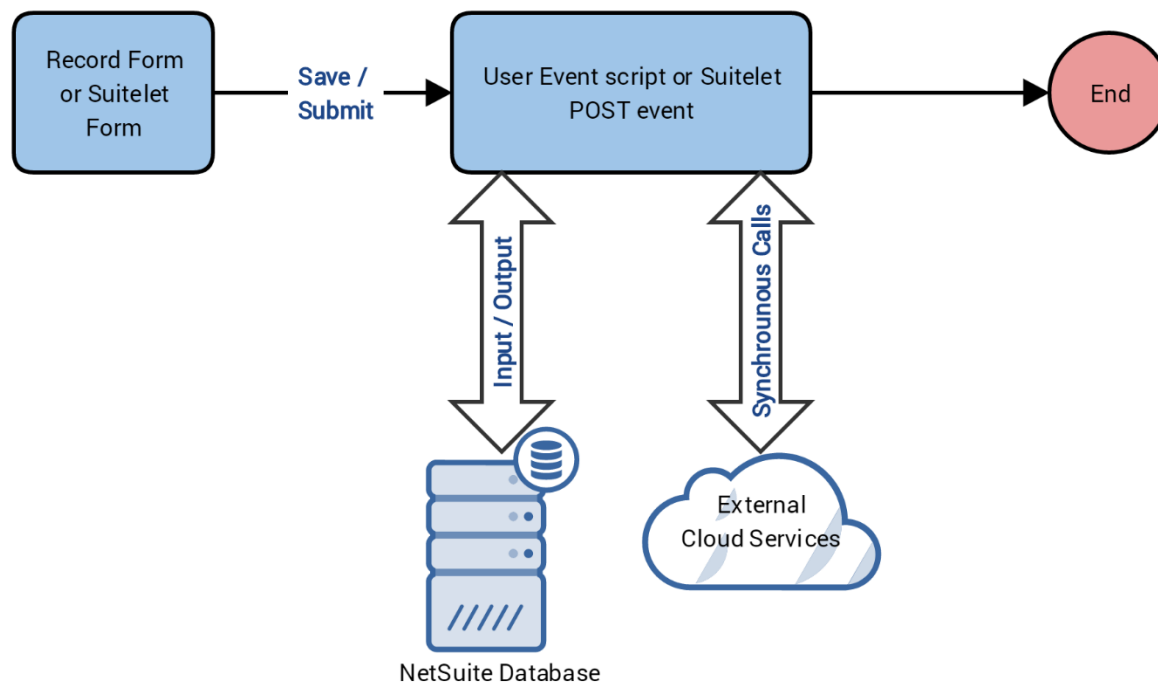 Record Form
or Suitelet
Form
Save /
Submit
User Event script or Suitelet
POST event
End
Input / Output
Synchrounous Calls
External
Cloud Services
NetSuite Database